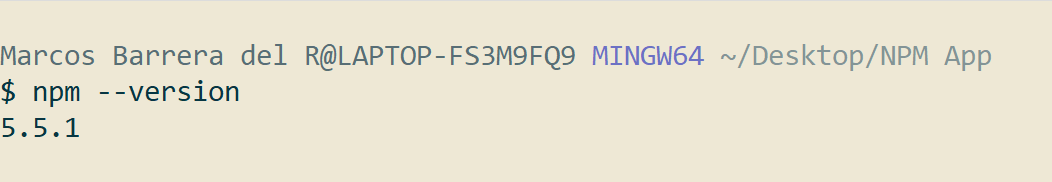 Marcos Barrera del R@LAPTOP-FS3M9FQ9 MINGW64 ~/Desktop/NPM App
$ npm --version
5.5.1